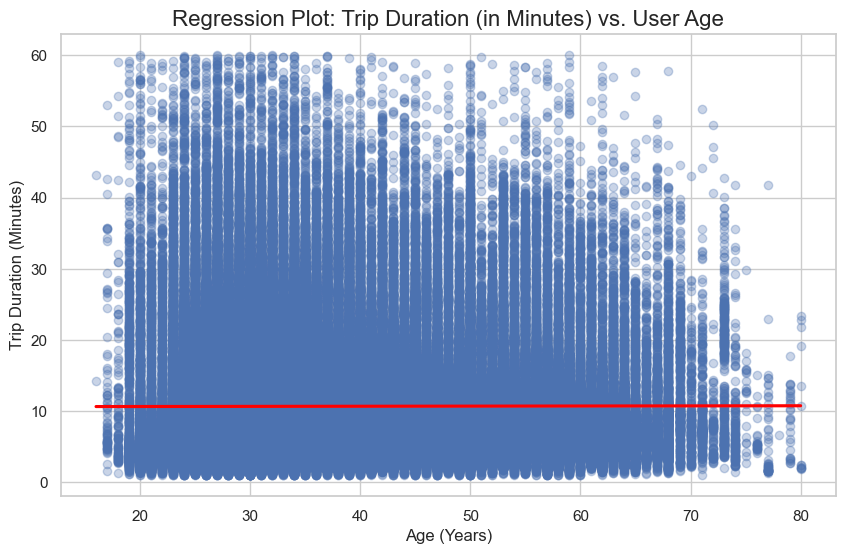 Regression Plot: Trip Duration (in Minutes) vs. User Age
Trip Duration (Minutes)
60
50
40
30
20
10
0
20 30 40 50 60 70 80
Age (Years)